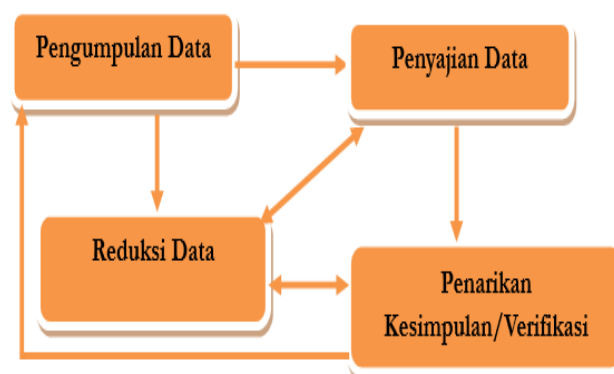 Pengumpulan Data
Penyajian Data
Reduksi Data
Penarikan
Kesimpulan/Verifikasi